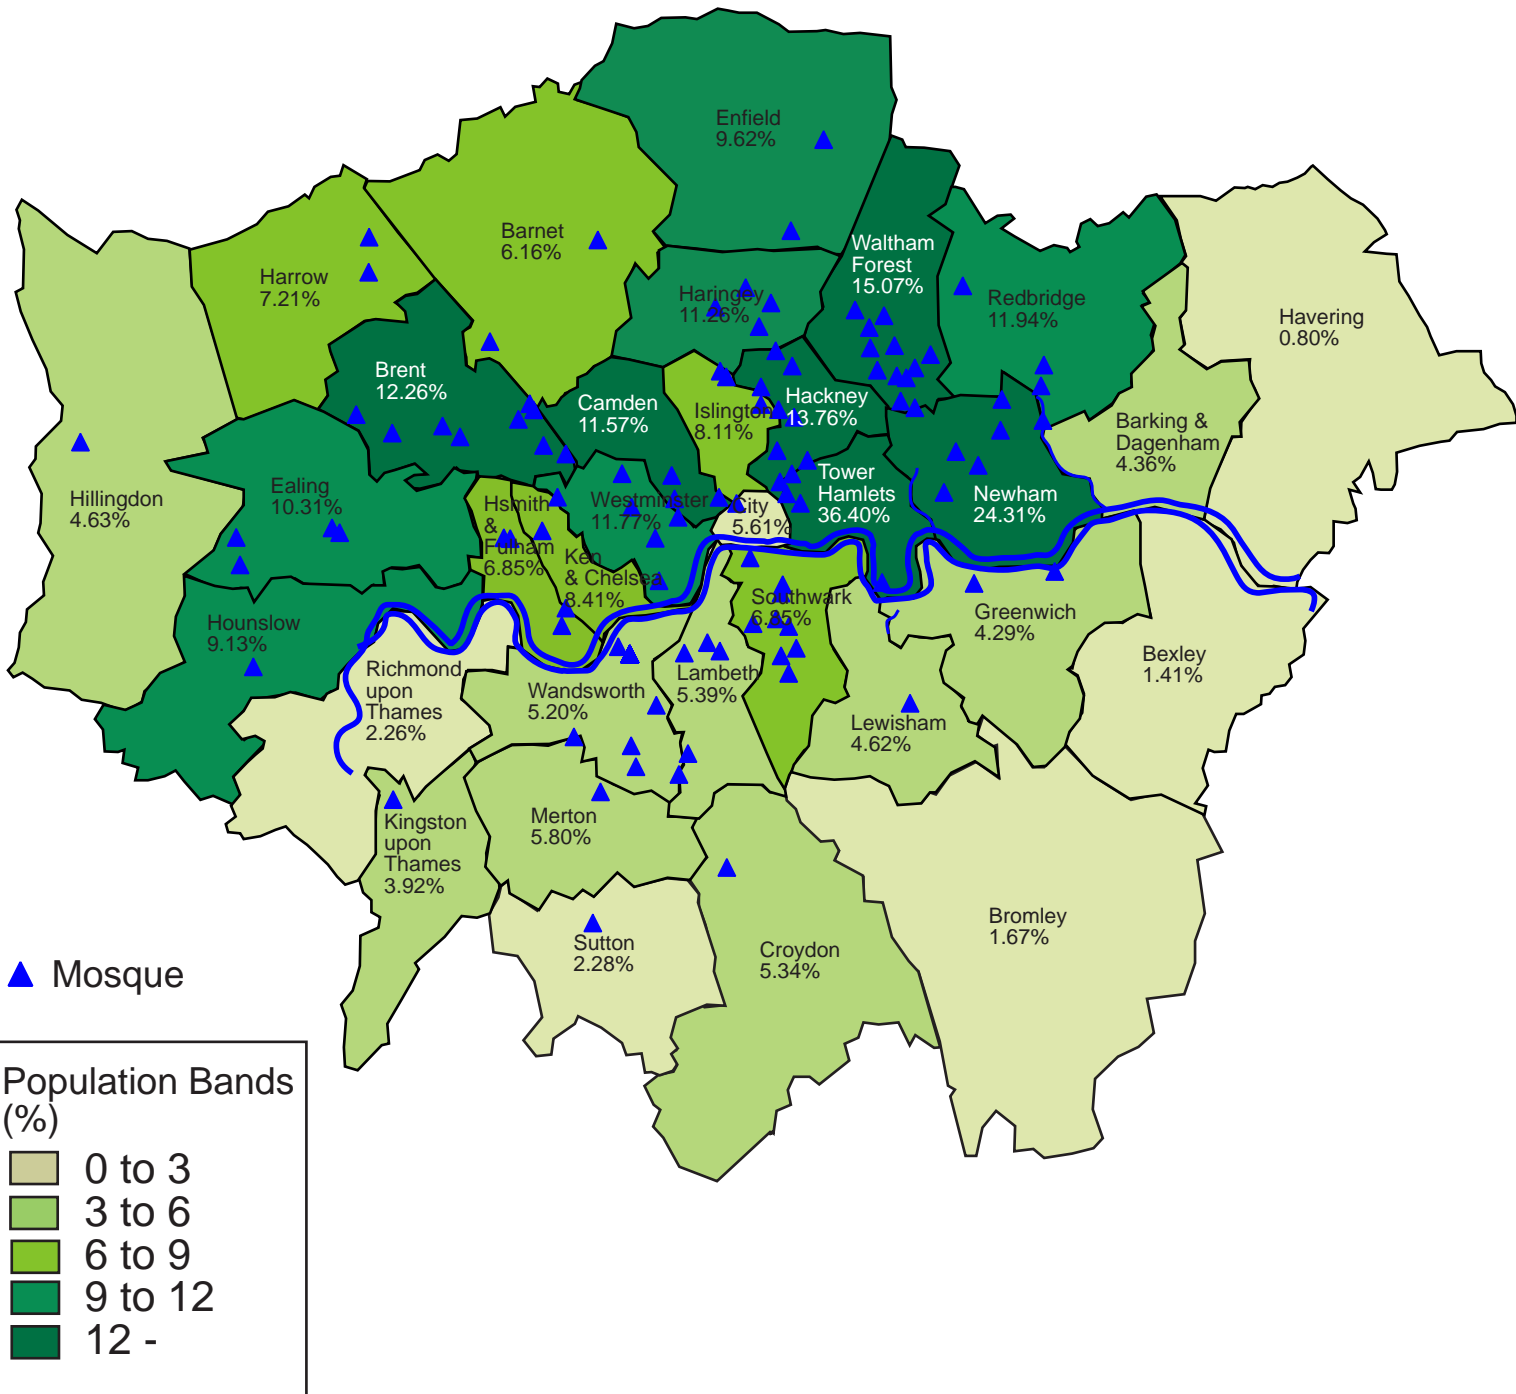 Enfield
9.62%
Barnet
6.16%
Waltham
Forest
15.07%
Harrow
7.21%
Haringey
11.26%
Redbridge
11.94%
Havering
0.80%
Brent
12.26%
Camden
11.57%
Islington
8.11%
Hackney
13.76%
Barking &
Dagenham
4.36%
Hillingdon
4.63%
Ealing
10.31%
Hsmith
&
Fulham
6.85%
Westminster
11.77%
City
5.61%
Tower
Hamlets
36.40%
Newham
24.31%
Ken
& Chelsea
8.41%
Southwark
6.85%
Greenwich
4.29%
Hounslow
9.13%
Richmond
upon
Thames
2.26%
Wandsworth
5.20%
Lambeth
5.39%
Lewisham
4.62%
Bexley
1.41%
Kingston
upon
Thames
3.92%
Merton
5.80%
Sutton
2.28%
Croydon
5.34%
Bromley
1.67%
Mosque
Population Bands
(%)
0 to 3
3 to 6
6 to 9
9 to 12
12 -